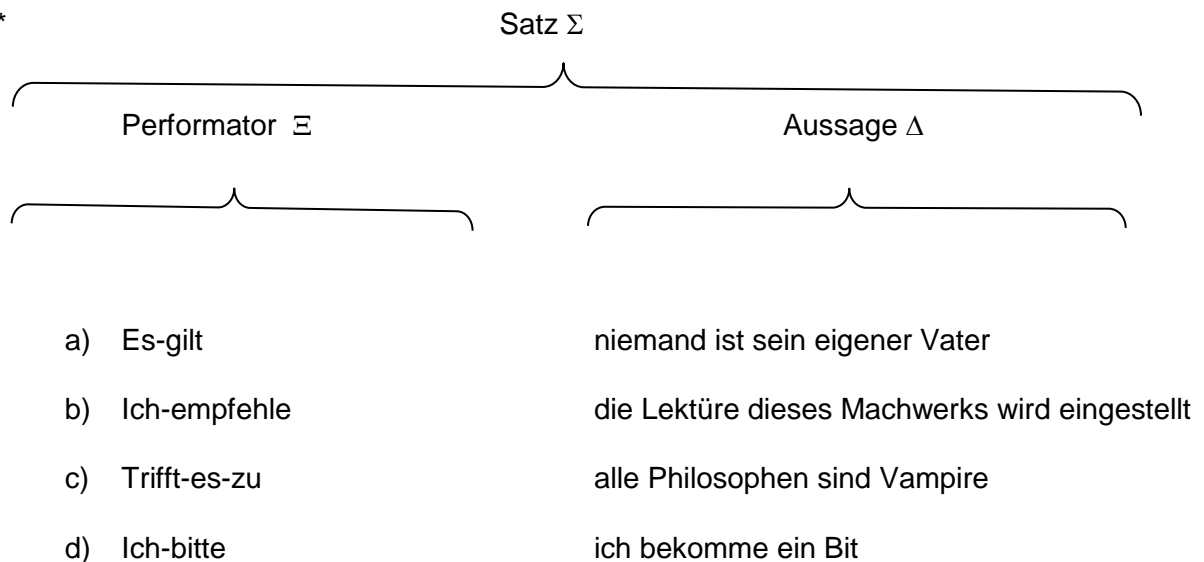 *
Satz Σ
Performator Ξ Aussage Δ
a) Es-gilt niemand ist sein eigener Vater
b) Ich-empfehle die Lektüre dieses Machwerks wird eingestellt
c) Trifft-es-zu alle Philosophen sind Vampire
d) Ich-bitte ich bekomme ein Bit